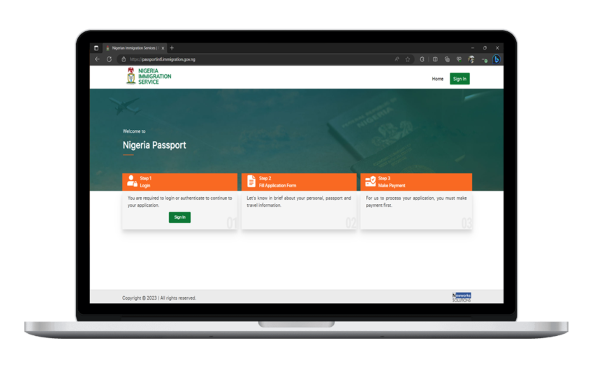 Nigeria Immigration Service |
https://passport.immigration.gov.ng
NIGERIA
IMMIGRATION
SERVICE
Home
Sign In
Welcome to
Nigeria Passport
Step 1
Login
Step 2
Fill Application Form
Step 3
Make Payment
You are required to login or authenticate to continue to
your application.
Sign In
01
Let's know in brief about your personal, passport and
travel information.
02
For us to process your application, you must make
payment first.
03
Copyright © 2023 | All rights reserved.